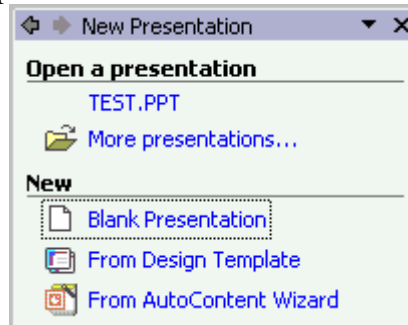 New Presentation
Open a presentation
TEST.PPT
More presentations...
New
Blank Presentation
From Design Template
From AutoContent Wizard